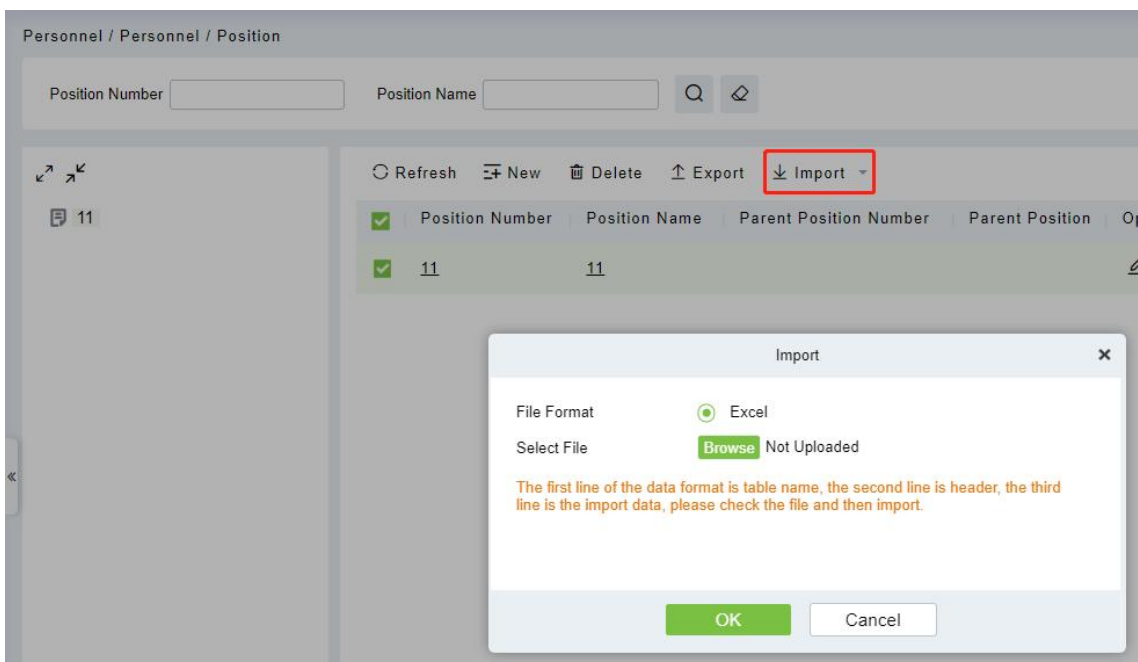 Personnel / Personnel / Position
Position Number Position Name
Refresh New Delete Export Import
11
Position Number Position Name Parent Position Number Parent Position
11 11
Import
File Format Excel
Select File Browse Not Uploaded
The first line of the data format is table name, the second line is header, the third
line is the import data, please check the file and then import.
OK Cancel